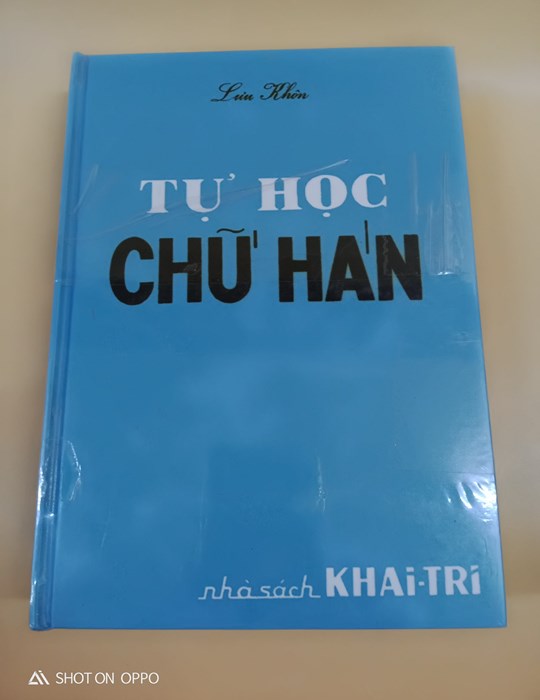 Lưu Khôn
TỰ HỌC
CHỮ HÁN
nhà sách KHAi-TRÍ
SHOT ON OPPO